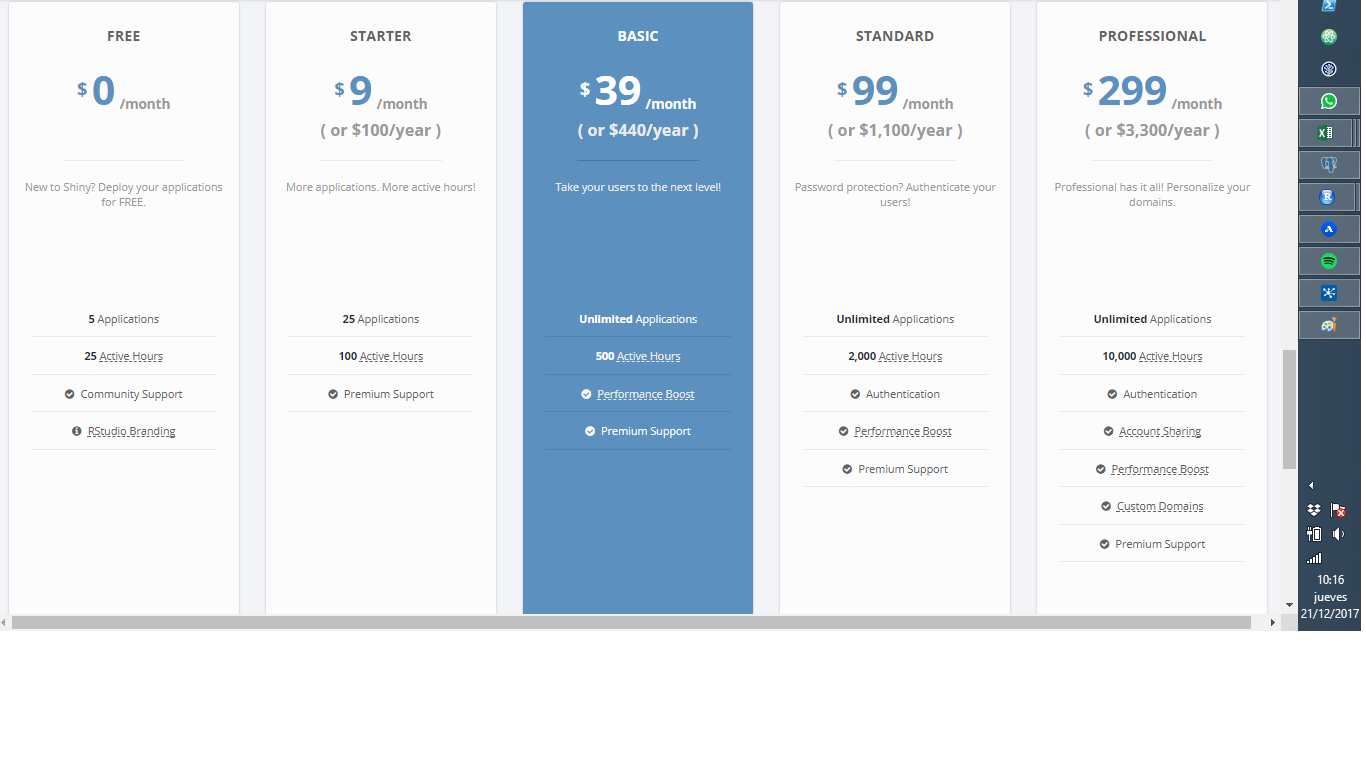 FREE
$ 0 /month
New to Shiny? Deploy your applications
for FREE.
5 Applications
25 Active Hours
Community Support
RStudio Branding
STARTER
$ 9 /month
( or $100/year )
More applications. More active hours!
25 Applications
100 Active Hours
Premium Support
BASIC
$ 39 /month
( or $440/year )
Take your users to the next level!
Unlimited Applications
500 Active Hours
Performance Boost
Premium Support
STANDARD
$ 99 /month
( or $1,100/year )
Password protection? Authenticate your
users!
Unlimited Applications
2,000 Active Hours
Authentication
Performance Boost
Premium Support
PROFESSIONAL
$ 299 /month
( or $3,300/year )
Professional has it all! Personalize your
domains.
Unlimited Applications
10,000 Active Hours
Authentication
Account Sharing
Performance Boost
Custom Domains
Premium Support
10:16
jueves
21/12/2017